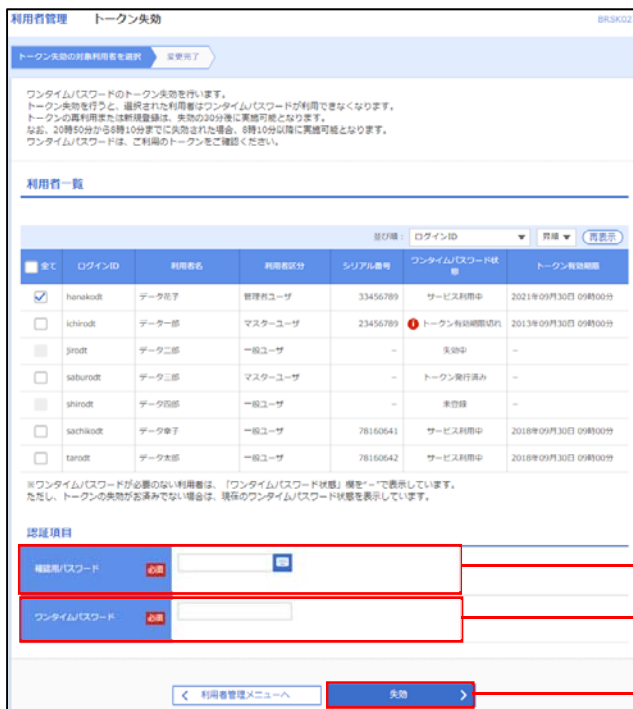 利用者管理 トークン失効 BRSK02
トークン失効の対象利用者を選択 変更完了
ワンタイムパスワードのトークン失効を行います。
トークン失効を行うと、選択された利用者はワンタイムパスワードが利用できなくなります。
トークンの再利用または新規登録は、失効の30分後に実施可能となります。
なお、20時50分から8時10分までに失効された場合、8時10分以降に実施可能となります。
ワンタイムパスワードは、ご利用のトークンをご確認ください。
利用者一覧
並び順： ログインID 昇順 再表示
全て ログインID 利用者名 利用者区分 シリアル番号 ワンタイムパスワード状態 トークン有効期限
hanakodt データ花子 管理者ユーザ 33456789 サービス利用中 2021年09月30日 09時00分
ichirodt データ一郎 マスターユーザ 23456789 トークン有効期限切れ 2013年09月30日 09時00分
jirodt データ二郎 一般ユーザ － 失効中 －
saburodt データ三郎 マスターユーザ － トークン発行済み －
shirodt データ四郎 一般ユーザ － 未登録 －
sachikodt データ幸子 一般ユーザ 78160641 サービス利用中 2018年09月30日 09時00分
tarodt データ太郎 一般ユーザ 78160642 サービス利用中 2018年09月30日 09時00分
※ワンタイムパスワードが必要のない利用者は、「ワンタイムパスワード状態」欄を"－"で表示しています。
ただし、トークンの失効がお済みでない場合は、現在のワンタイムパスワード状態を表示しています。
認証項目
確認用パスワード 必須
ワンタイムパスワード 必須
利用者管理メニューへ 失効